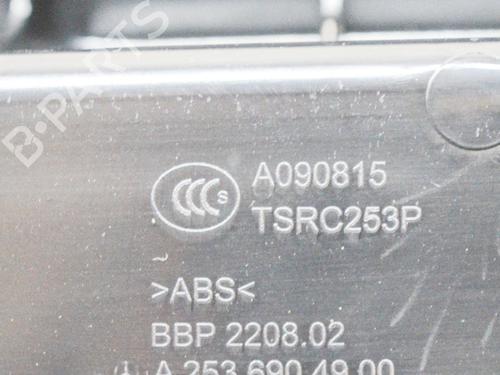 B-PARTS
CCC S
A090815
TSRC253P
>ABS<
BBP 2208.02
A 253 690 49 00